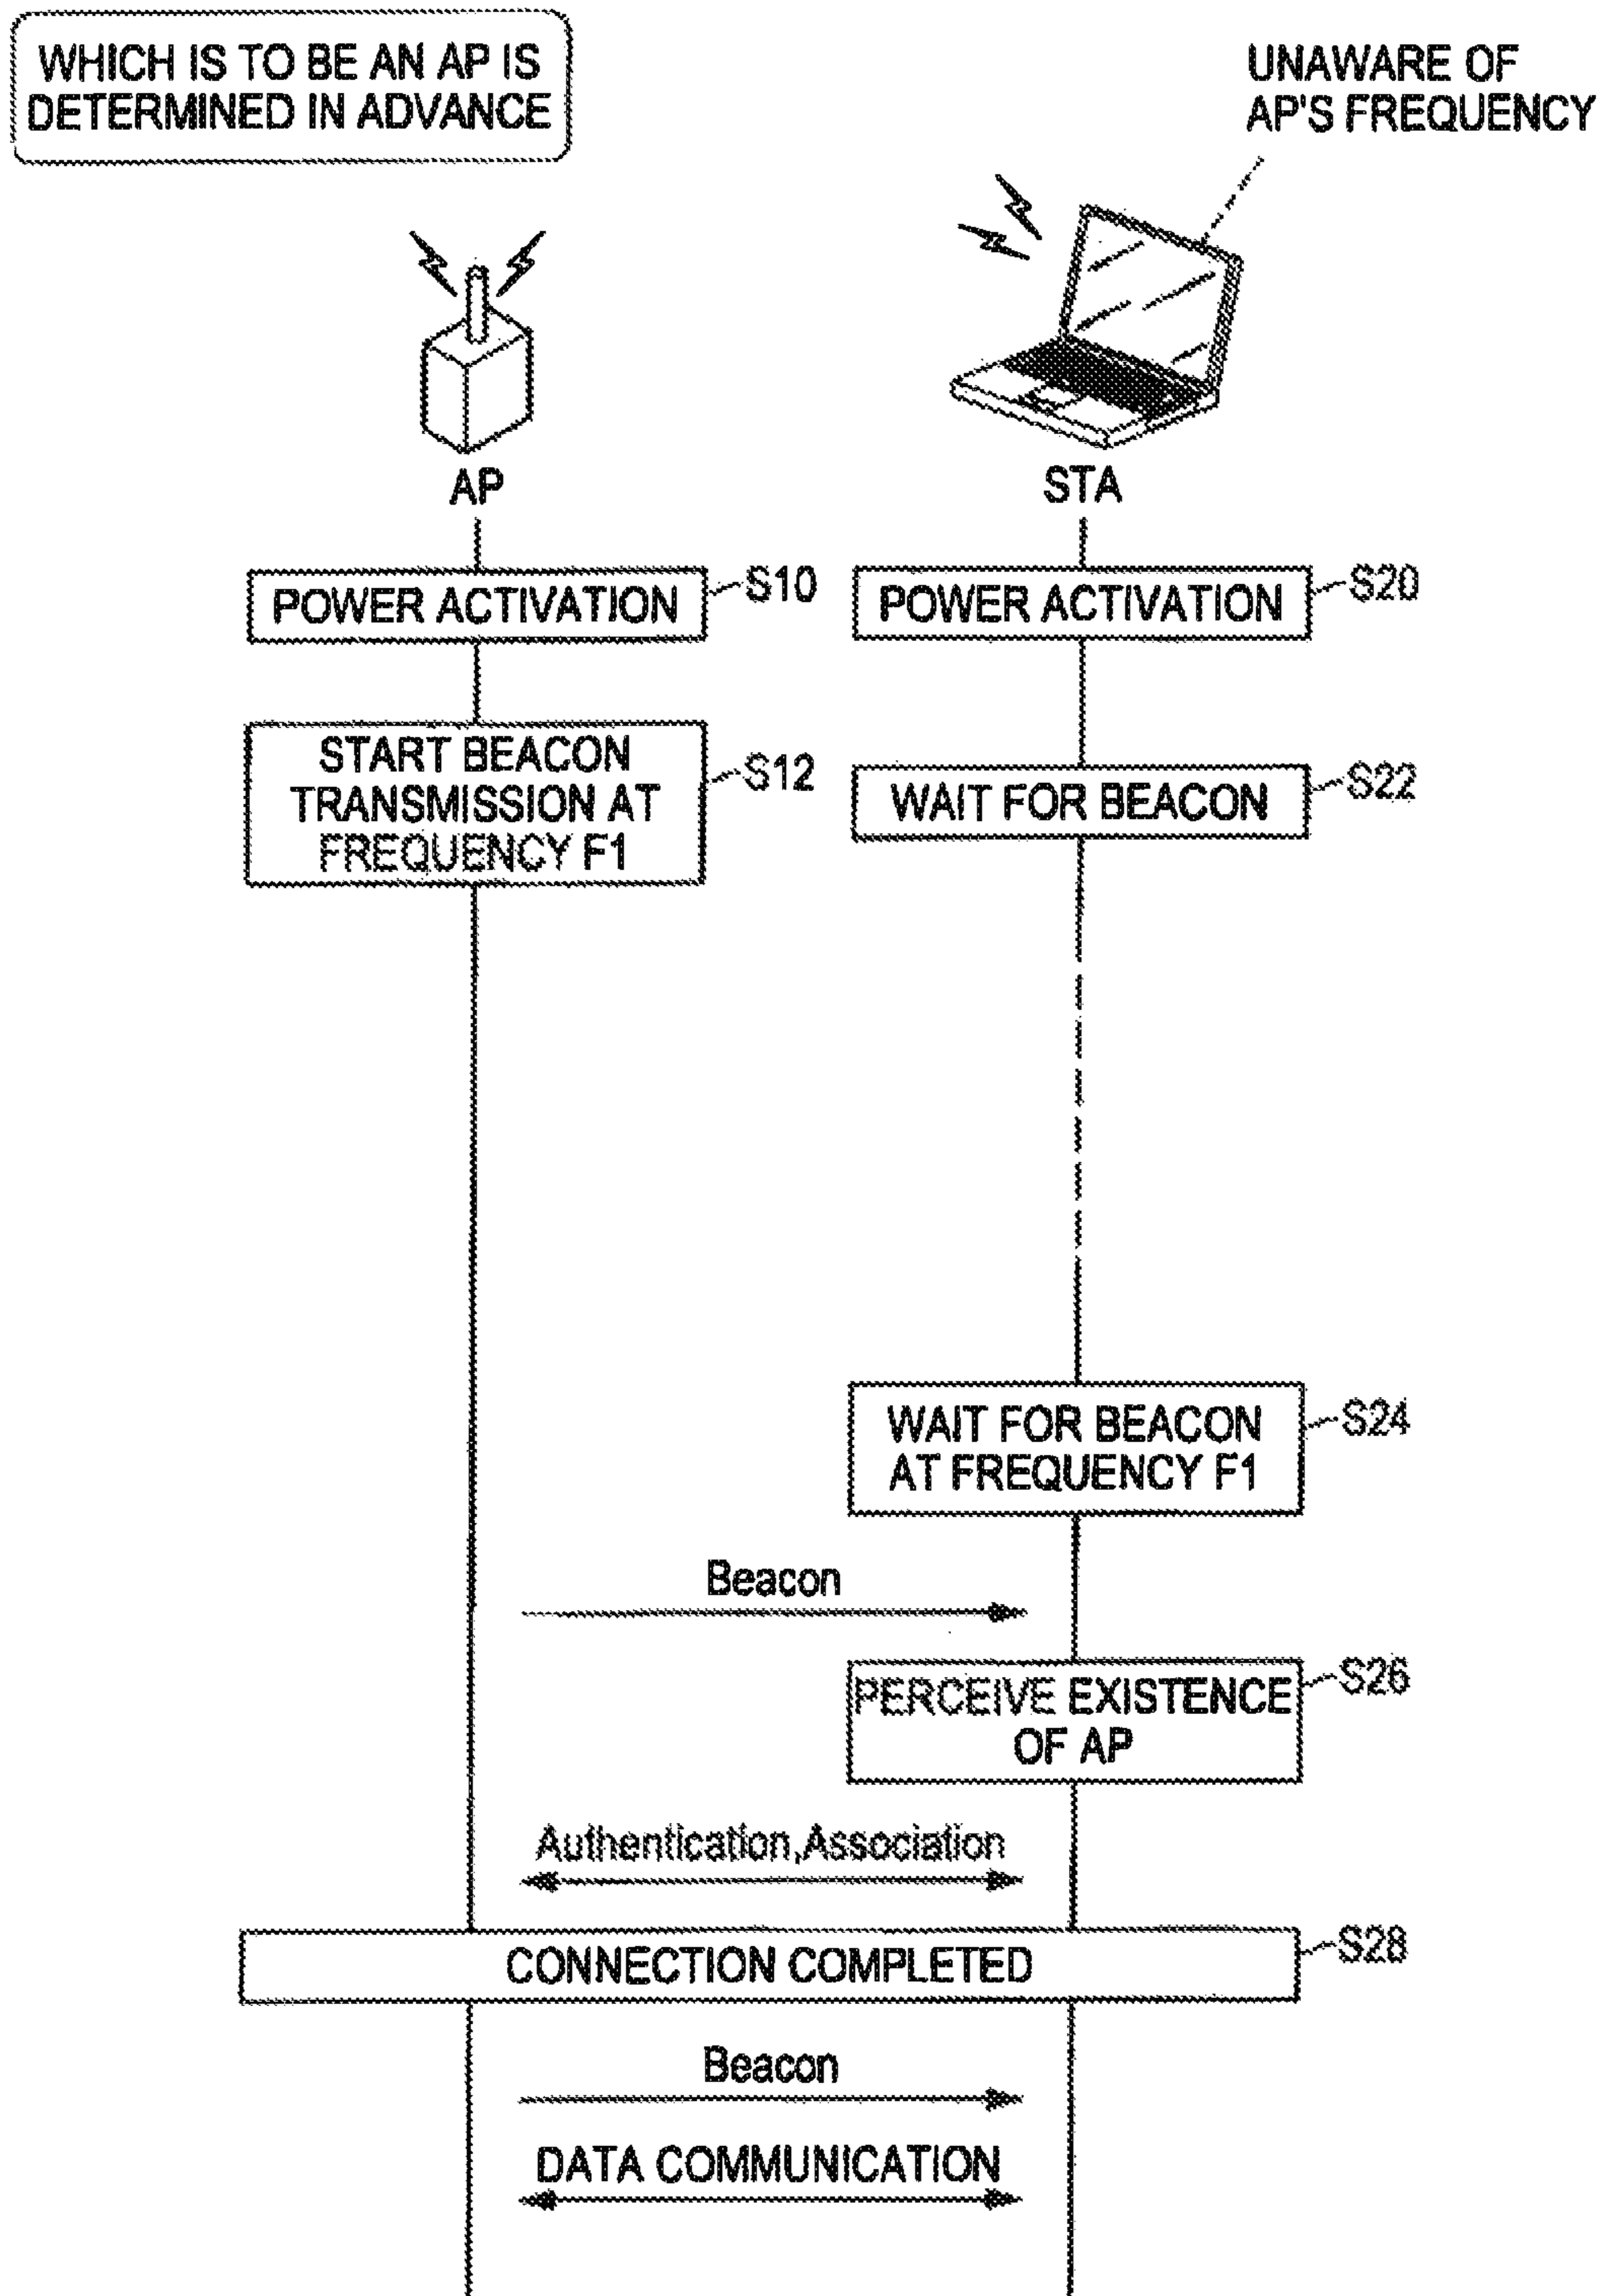 WHICH IS TO BE AN AP IS
DETERMINED IN ADVANCE
UNAWARE OF
AP'S FREQUENCY
AP
STA
POWER ACTIVATION
S10
POWER ACTIVATION
S20
START BEACON
TRANSMISSION AT
FREQUENCY F1
S12
WAIT FOR BEACON
S22
WAIT FOR BEACON
AT FREQUENCY F1
S24
Beacon
PERCEIVE EXISTENCE
OF AP
S26
Authentication,Association
CONNECTION COMPLETED
S28
Beacon
DATA COMMUNICATION